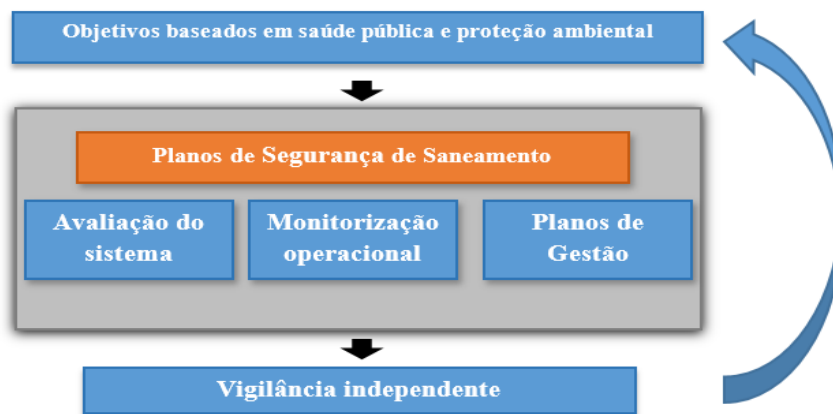 Objetivos baseados em saúde pública e proteção ambiental
Planos de Segurança de Saneamento
Avaliação do
sistema
Monitorização
operacional
Planos de
Gestão
Vigilância independente